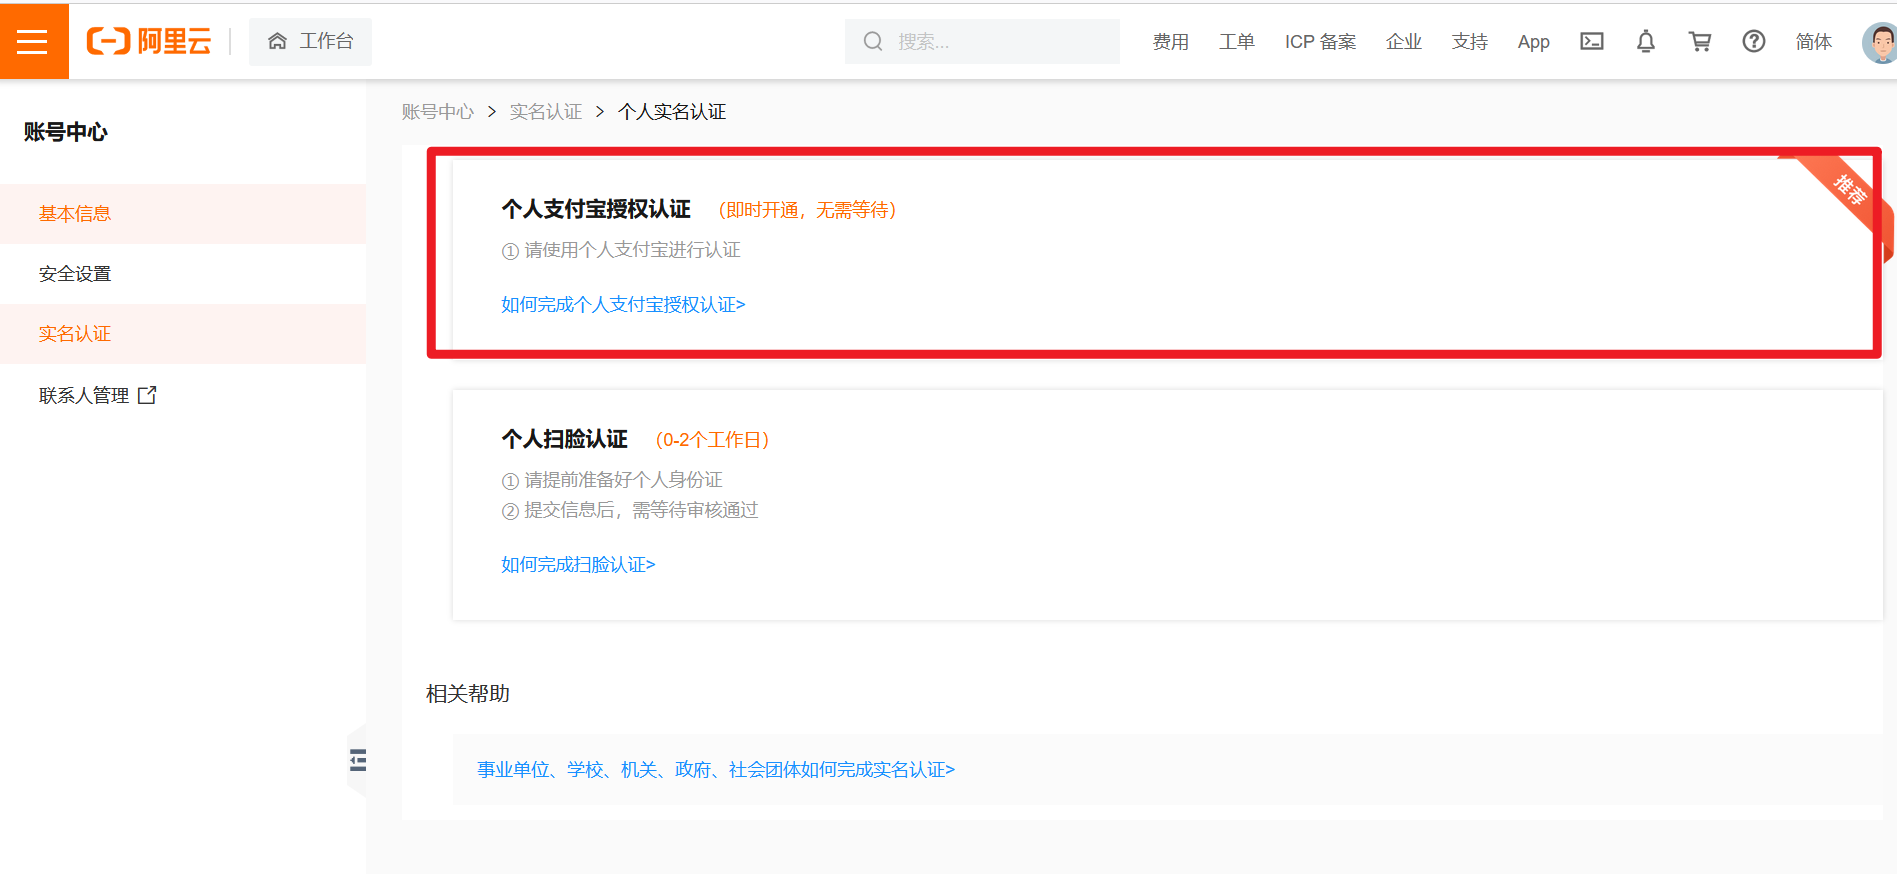 阿里云
工作台
搜索...
费用
工单
ICP 备案
企业
支持
App
简体
账号中心
基本信息
安全设置
实名认证
联系人管理
账号中心 > 实名认证 > 个人实名认证
推荐
个人支付宝授权认证 （即时开通，无需等待）
① 请使用个人支付宝进行认证
如何完成个人支付宝授权认证>
个人扫脸认证 （0-2个工作日）
① 请提前准备好个人身份证
② 提交信息后，需等待审核通过
如何完成扫脸认证>
相关帮助
事业单位、学校、机关、政府、社会团体如何完成实名认证>